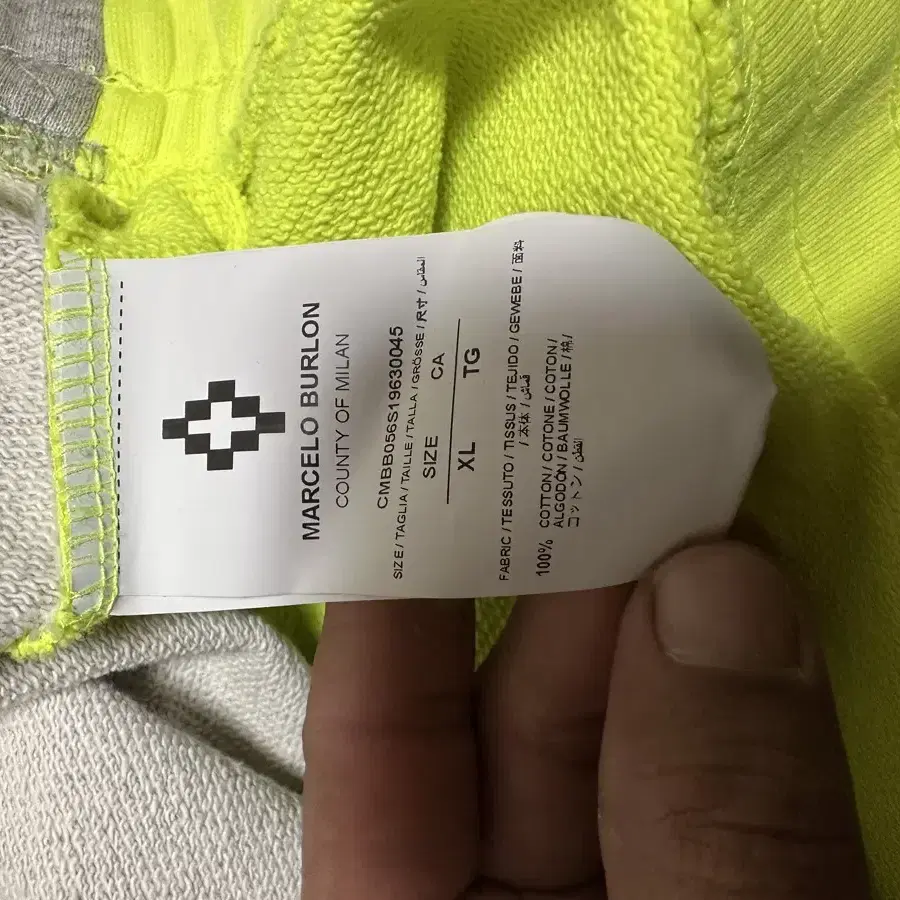 MARCELO BURLON
COUNTY OF MILAN
CMBB056S19630045
SIZE / TAGLIA / TAILLE / TALLA / GRÖSSE / 尺寸 / المقاس
SIZE CA
XL TG
FABRIC / TESSUTO / TISSUS / TEJIDO / GEWEBE / 面料
/ 本体 / قماش
100% COTTON / COTONE / COTON /
ALGODÓN / BAUMWOLLE / 棉 /
コットン / القطن